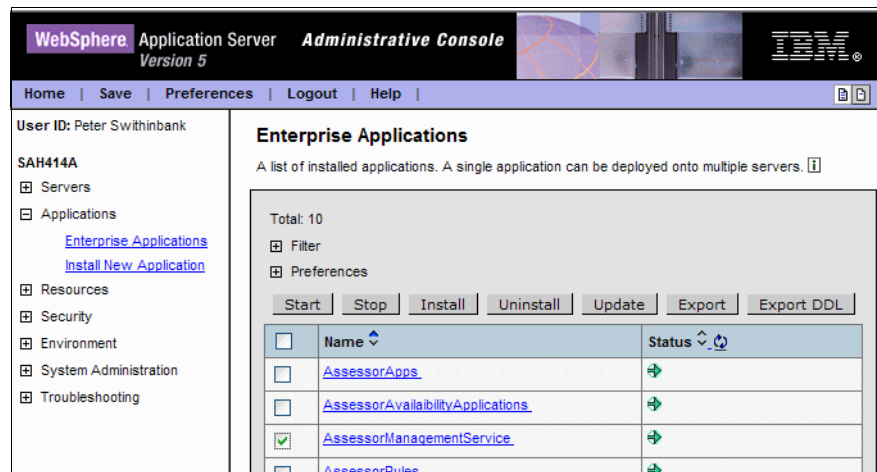 WebSphere. Application Server Administrative Console
Version 5
IBM®
Home | Save | Preferences | Logout | Help |
User ID: Peter Swithinbank
SAH414A
Servers
Applications
Enterprise Applications
Install New Application
Resources
Security
Environment
System Administration
Troubleshooting
Enterprise Applications
A list of installed applications. A single application can be deployed onto multiple servers. i
Total: 10
Filter
Preferences
Start Stop Install Uninstall Update Export Export DDL
Name Status
AssessorApps
AssessorAvailaibilityApplications
AssessorManagementService
AssessorRules